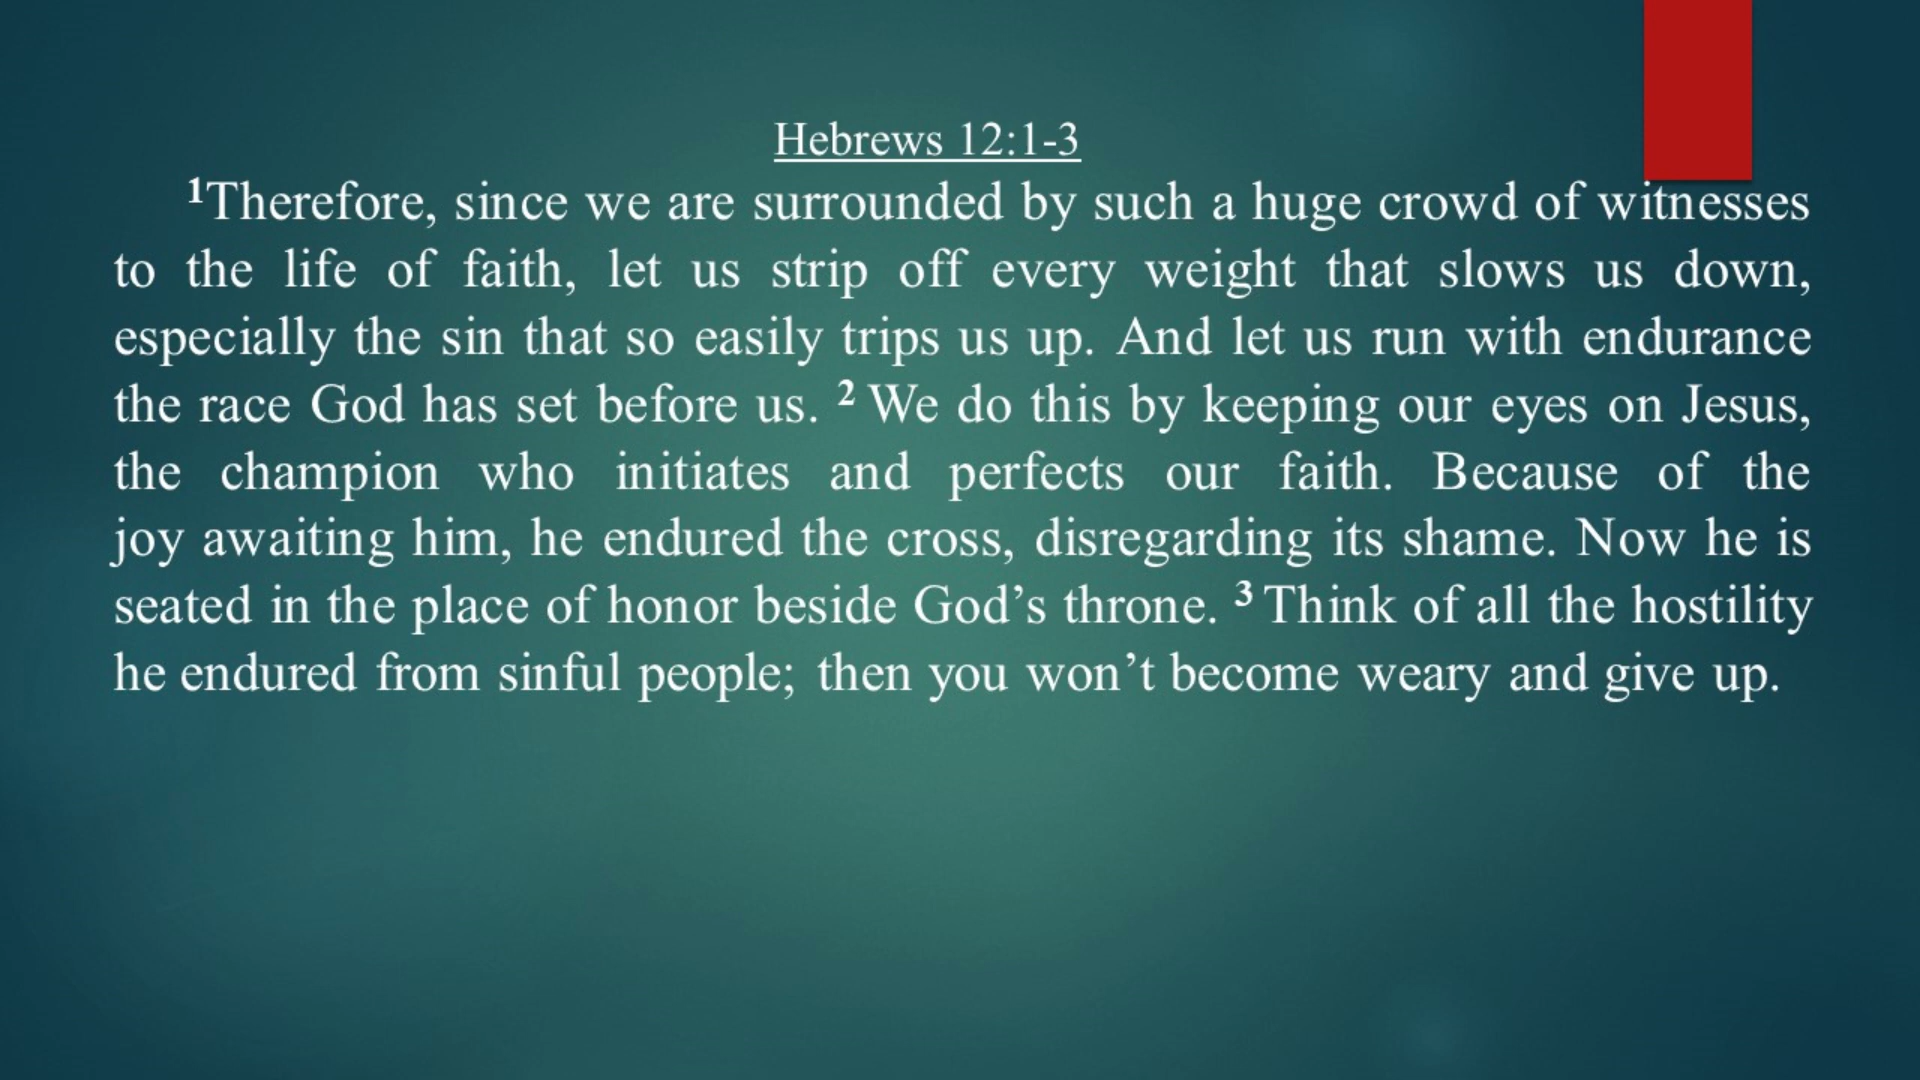 Hebrews 12:1-3
¹Therefore, since we are surrounded by such a huge crowd of witnesses
to the life of faith, let us strip off every weight that slows us down,
especially the sin that so easily trips us up. And let us run with endurance
the race God has set before us. ² We do this by keeping our eyes on Jesus,
the champion who initiates and perfects our faith. Because of the
joy awaiting him, he endured the cross, disregarding its shame. Now he is
seated in the place of honor beside God’s throne. ³ Think of all the hostility
he endured from sinful people; then you won’t become weary and give up.